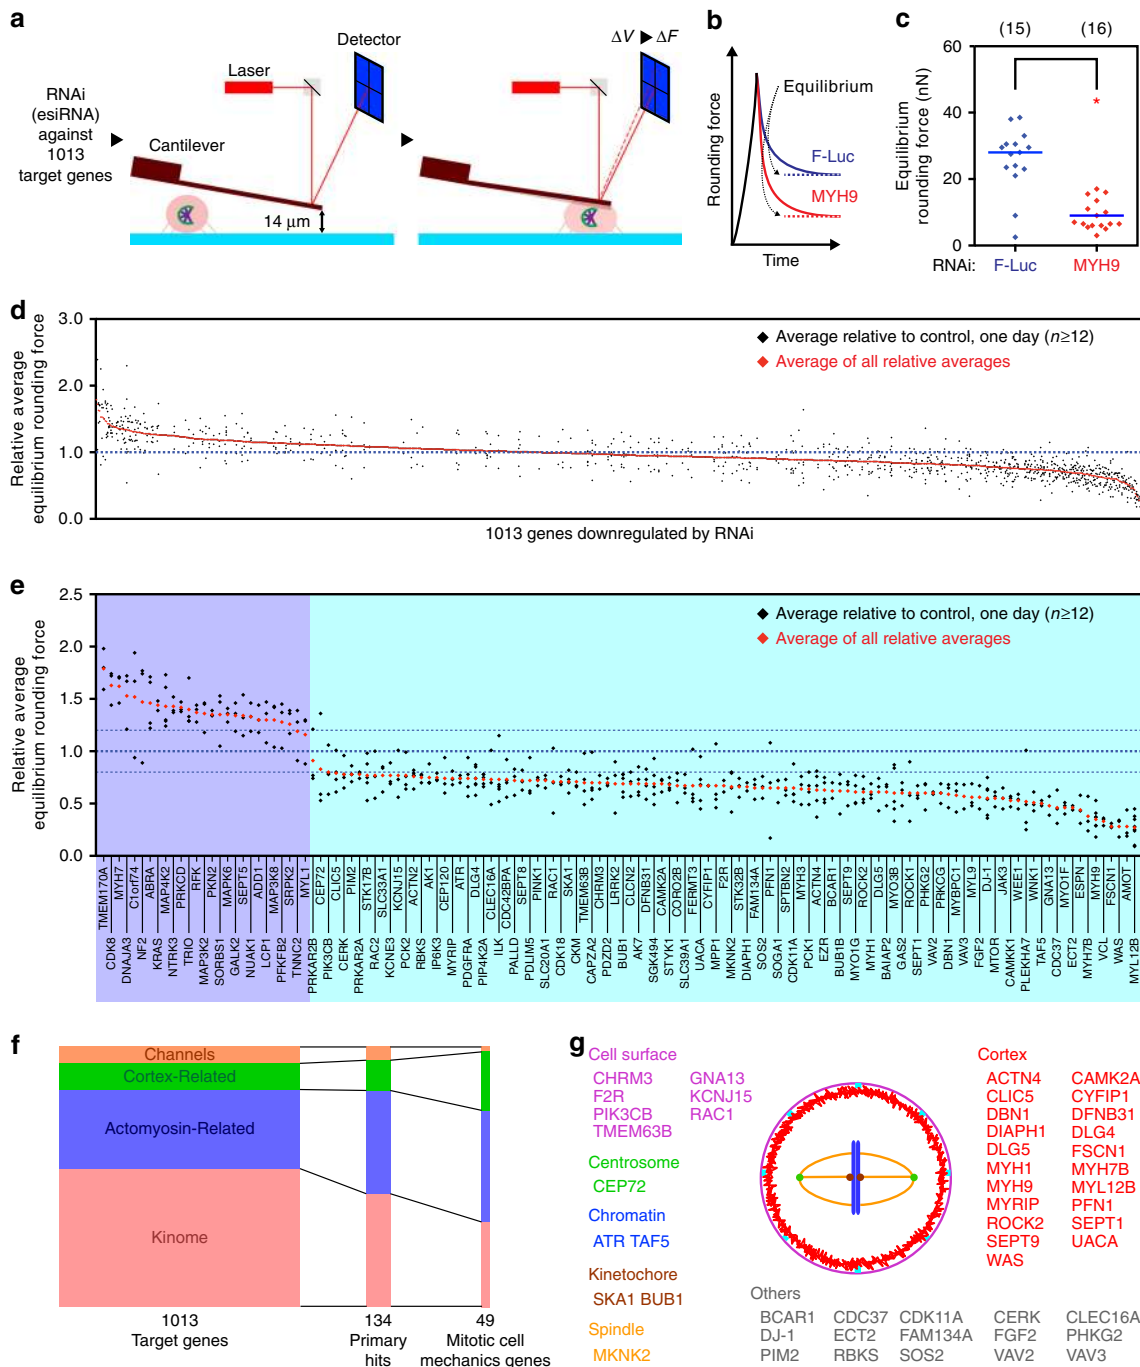 a
RNAi
(esiRNA)
against
1013
target genes
Laser
Detector
Cantilever
14 μm
ΔV ▶ ΔF
b
Rounding force
Equilibrium
F-Luc
MYH9
Time
c
(15) (16)
Equilibrium
rounding force (nN)
60
40
20
0
*
RNAi: F-Luc MYH9
d
Relative average
equilibrium rounding force
3.0
2.0
1.0
0.0
Average relative to control, one day (n≥12)
Average of all relative averages
1013 genes downregulated by RNAi
e
Relative average
equilibrium rounding force
2.5
2.0
1.5
1.0
0.5
0.0
Average relative to control, one day (n≥12)
Average of all relative averages
TMEM170A
MYH7
C1orf74
ABRA
MAP4K2
PRKCD
RFK
PKN2
MAPK6
SEPT5
ADD1
MAP3K8
SRPK2
MYL1
CEP72
CLIC5
PIM2
STK17B
SLC33A1
KCNJ15
ACTN2
AK1
CEP120
ATR
DLG4
CLEC16A
CDC42BPA
SEPT8
PINK1
RAC1
SKA1
TMEM63B
CHRM3
LRRK2
CLCN2
DFNB31
CAMK2A
CORO2B
FERMT3
CYFIP1
F2R
STK32B
FAM134A
PFN1
SPTBN2
MYH3
ACTN4
BCAR1
SEPT9
ROCK2
DLG5
MYO3B
ROCK1
PHKG2
PRKCG
MYBPC1
MYL9
DJ-1
JAK3
WEE1
WNK1
GNA13
MYO1F
ESPN
MYH9
FSCN1
AMOT
CDK8
DNAJA3
NF2
KRAS
NTRK3
TRIO
MAP3K2
SORBS1
GALK2
NUAK1
LCP1
PFKFB2
TNNC2
PRKAR2B
PIK3CB
CERK
PRKAR2A
RAC2
KCNE3
PCK2
RBKS
IP6K3
MYRIP
PDGFRA
PIP4K2A
ILK
PALLD
PDLIM5
SLC20A1
CDK18
CKM
CAPZA2
PDZD2
BUB1
AK7
SGK494
STYK1
SLC39A1
UACA
MPP1
MKNK2
DIAPH1
SOS2
SOGA1
CDK11A
PCK1
EZR
BUB1B
MYO1G
MYH1
BAIAP2
GAS2
SEPT1
VAV2
DBN1
VAV3
FGF2
MTOR
CAMKK1
PLEKHA7
TAF5
CDC37
ECT2
MYH7B
VCL
WAS
MYL12B
f
Channels
Cortex-Related
Actomyosin-Related
Kinome
1013
Target genes
134
Primary
hits
49
Mitotic cell
mechanics genes
g
Cell surface
CHRM3 GNA13
F2R KCNJ15
PIK3CB RAC1
TMEM63B
Centrosome
CEP72
Chromatin
ATR TAF5
Kinetochore
SKA1 BUB1
Spindle
MKNK2
Cortex
ACTN4 CAMK2A
CLIC5 CYFIP1
DBN1 DFNB31
DIAPH1 DLG4
DLG5 FSCN1
MYH1 MYH7B
MYH9 MYL12B
MYRIP PFN1
ROCK2 SEPT1
SEPT9 UACA
WAS
Others
BCAR1 CDC37 CDK11A CERK CLEC16A
DJ-1 ECT2 FAM134A FGF2 PHKG2
PIM2 RBKS SOS2 VAV2 VAV3